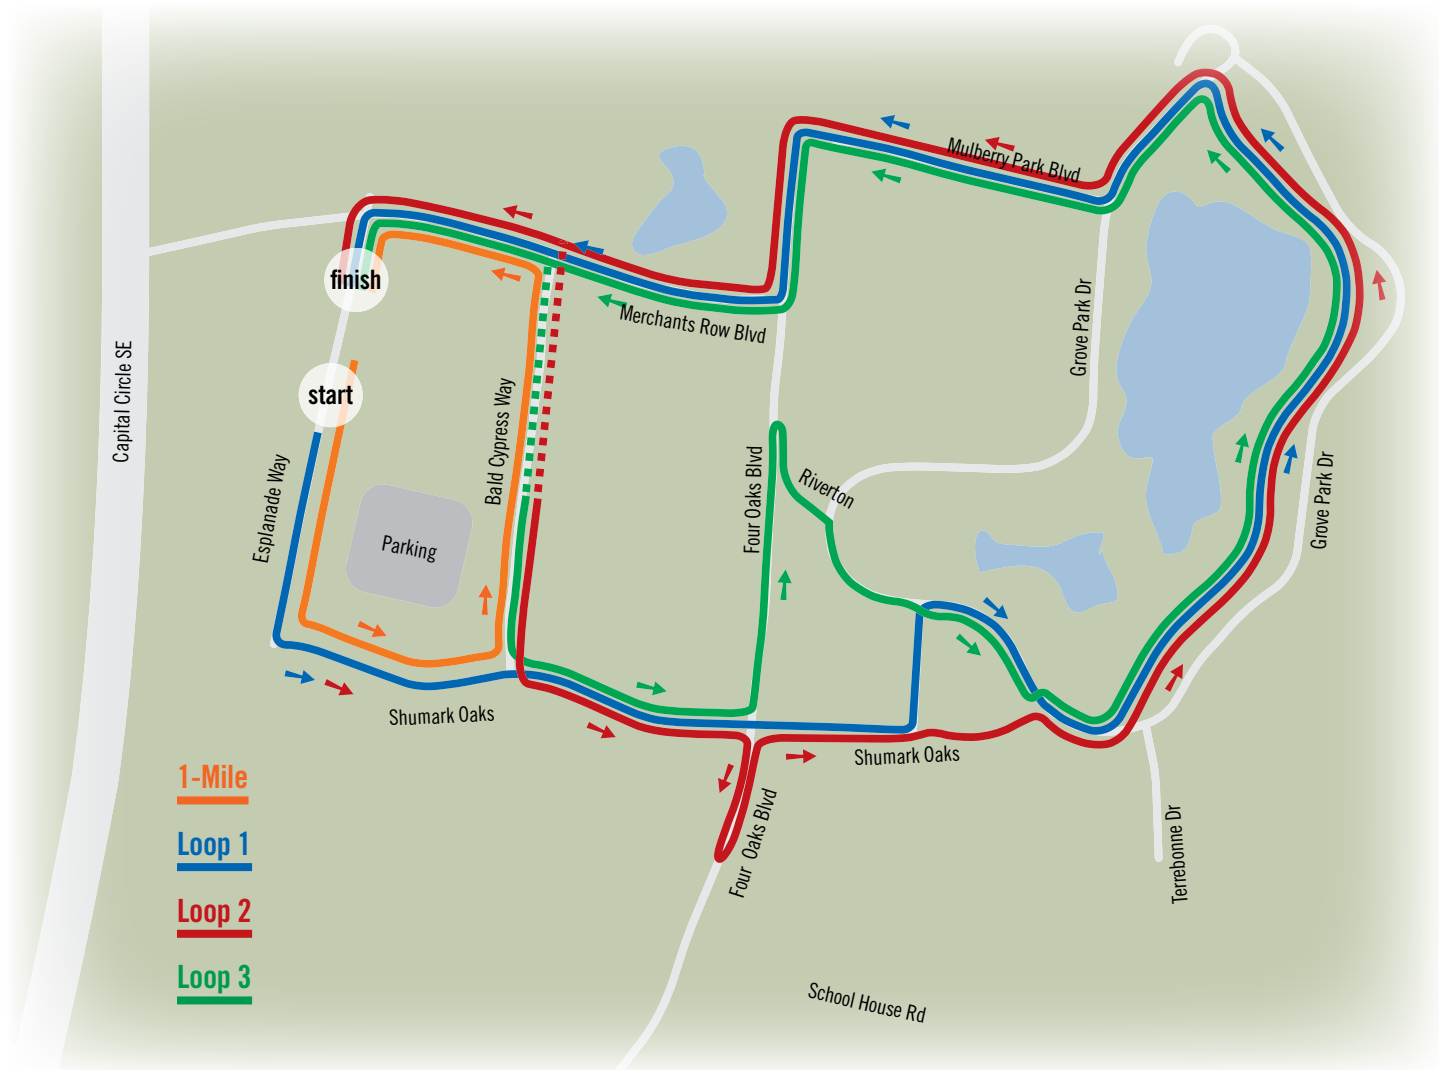 Mulberry Park Blvd
finish
Merchants Row Blvd
Grove Park Dr
start
Capital Circle SE
Bald Cypress Way
Esplanade Way
Four Oaks Blvd
Riverton
Grove Park Dr
Parking
Shumark Oaks
Shumark Oaks
Four Oaks Blvd
Terrebonne Dr
1-Mile
Loop 1
Loop 2
Loop 3
School House Rd